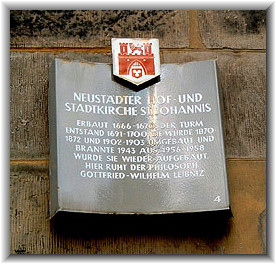 NEUSTÄDTER HOF- UND
STADTKIRCHE ST. JOHANNIS
ERBAUT 1666-1670. DER TURM
ENTSTAND 1691-1700. SIE WURDE 1870-
1872 UND 1902-1903 UMGEBAUT UND
BRANNTE 1943 AUS. 1956-1958
WURDE SIE WIEDER AUFGEBAUT.
HIER RUHT DER PHILOSOPH
GOTTFRIED-WILHELM LEIBNIZ
4